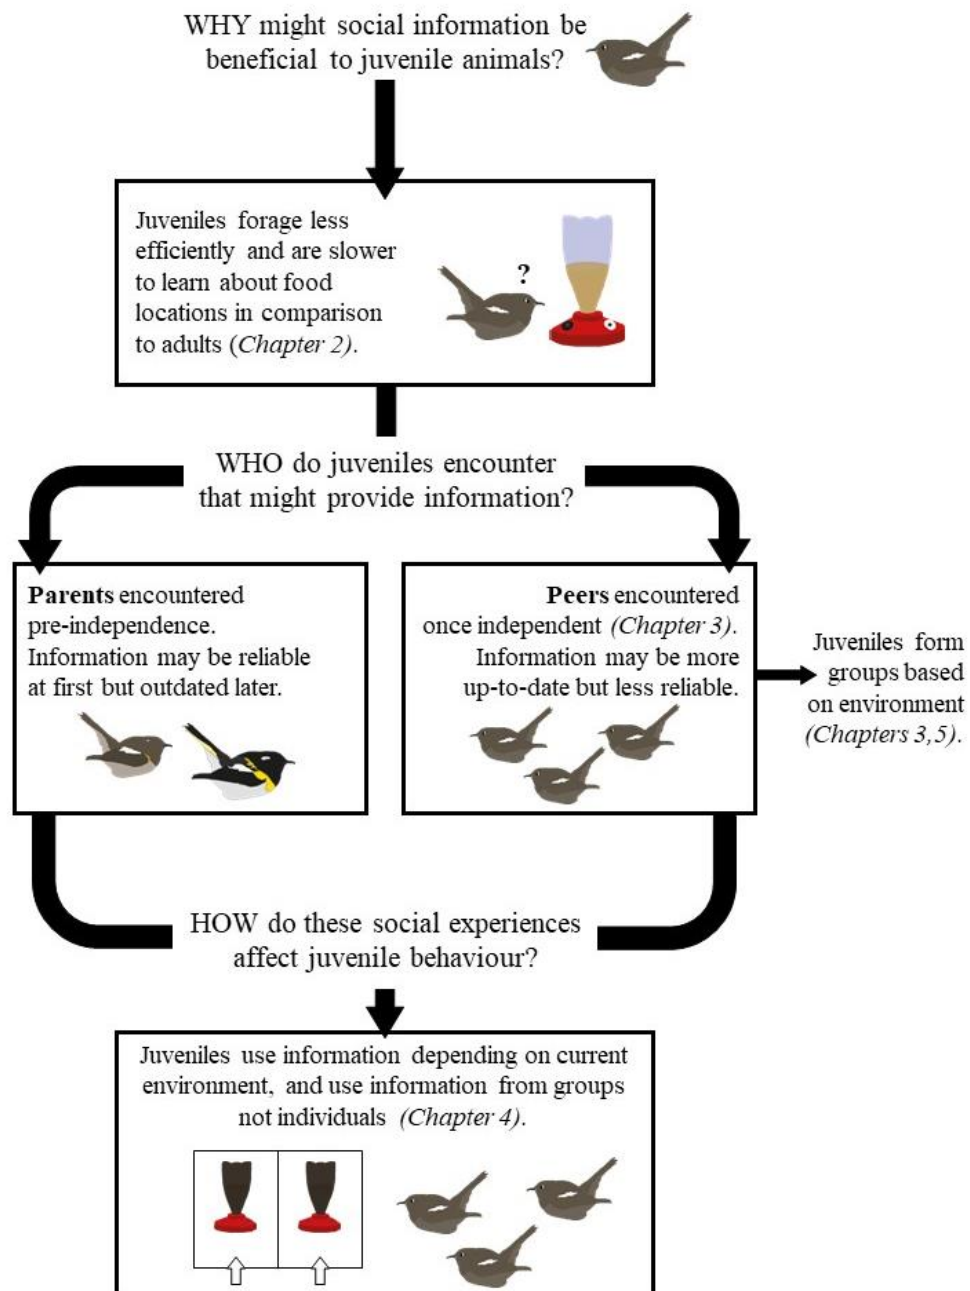 WHY might social information be
beneficial to juvenile animals?
Juveniles forage less
efficiently and are slower
to learn about food
locations in comparison
to adults (Chapter 2).
?
WHO do juveniles encounter
that might provide information?
Parents encountered
pre-independence.
Information may be reliable
at first but outdated later.
Peers encountered
once independent (Chapter 3).
Information may be more
up-to-date but less reliable.
Juveniles form
groups based
on environment
(Chapters 3,5).
HOW do these social experiences
affect juvenile behaviour?
Juveniles use information depending on current
environment, and use information from groups
not individuals (Chapter 4).